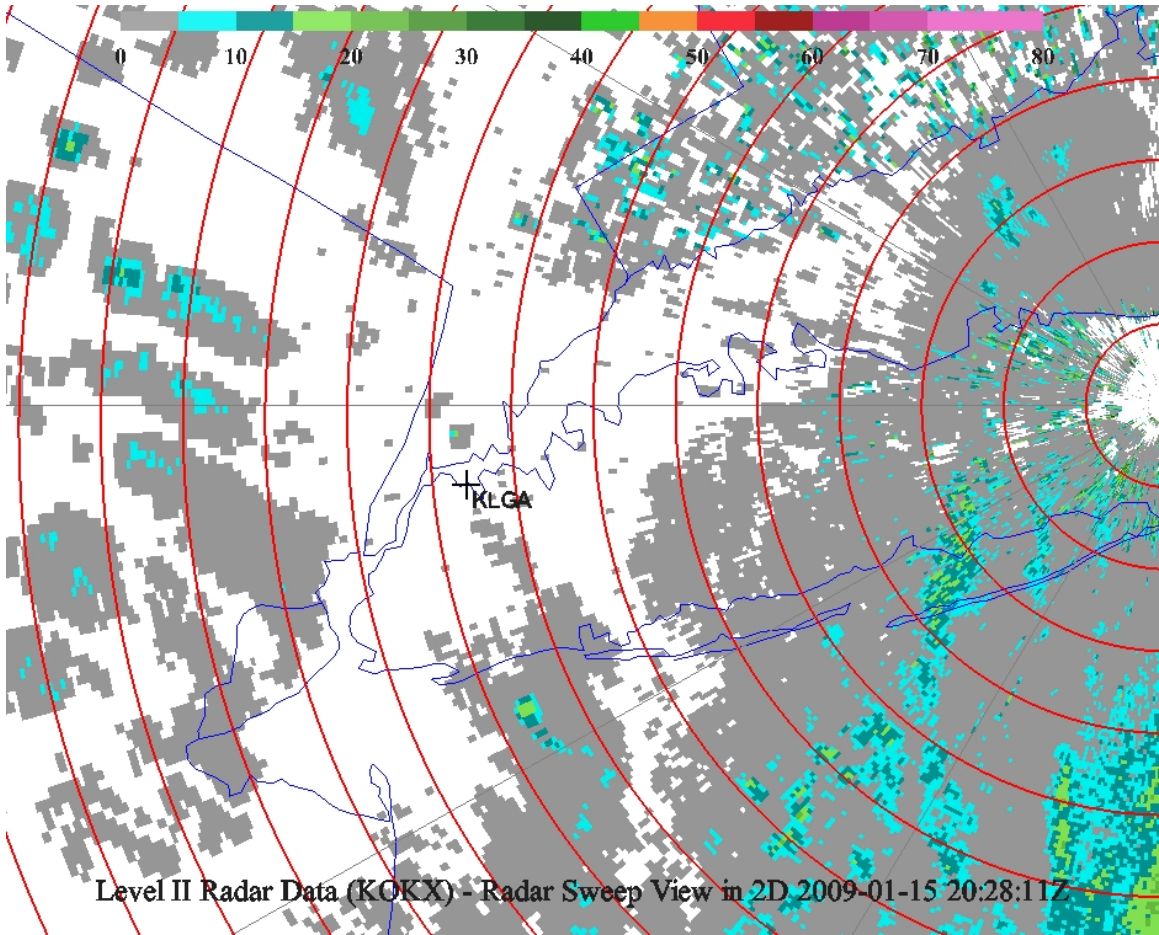 0 10 20 30 40 50 60 70 80
KLGA
Level II Radar Data (KOKX) - Radar Sweep View in 2D 2009-01-15 20:28:11Z